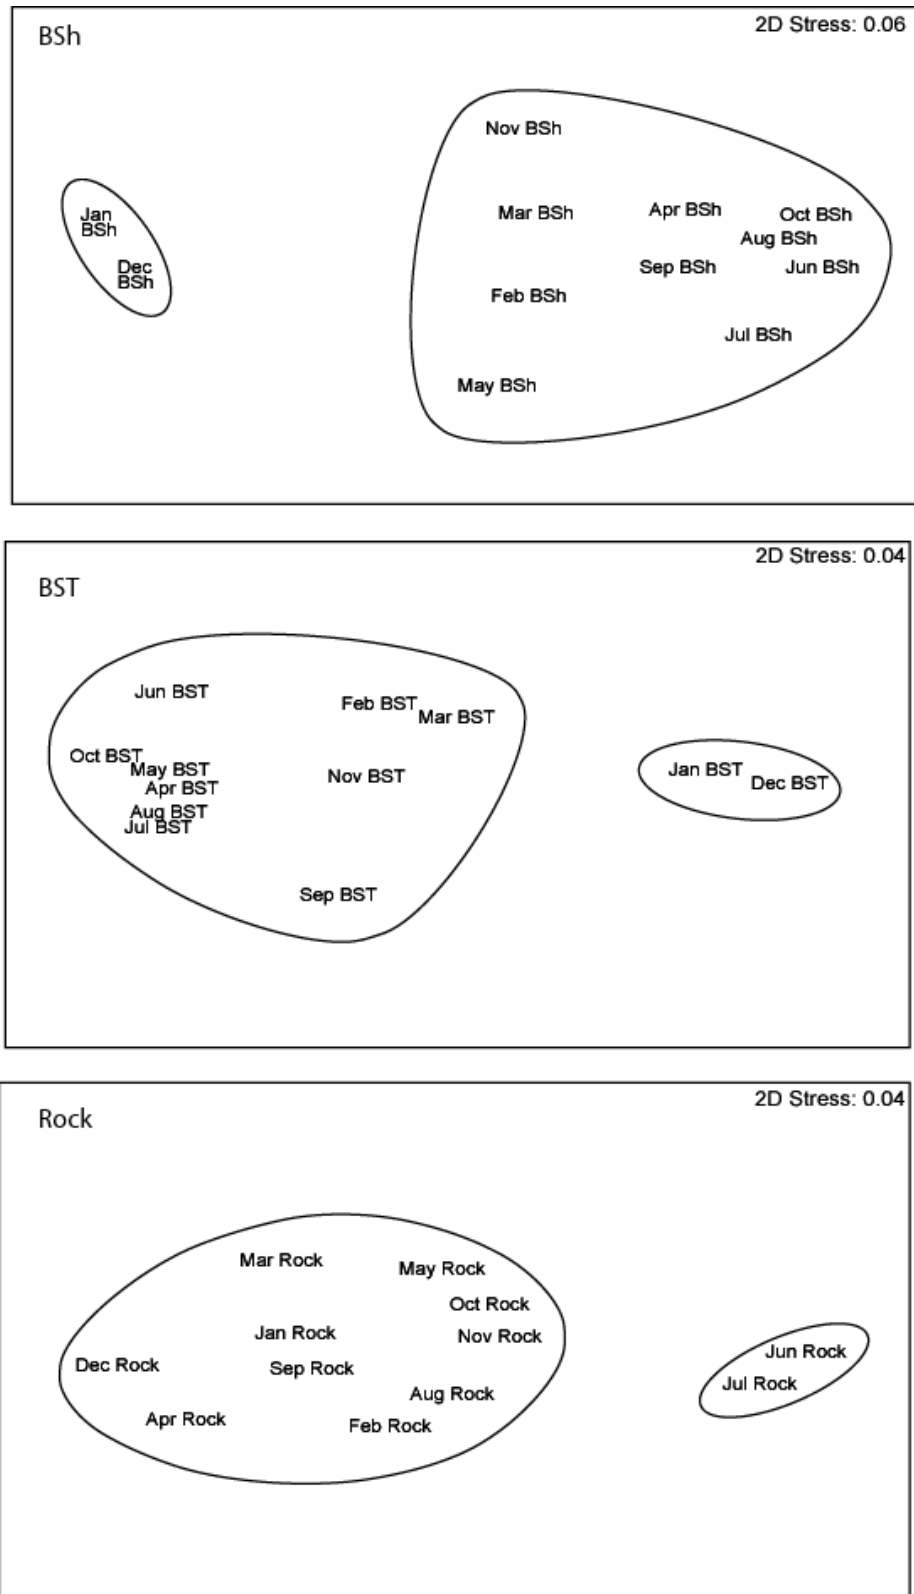 BSh
2D Stress: 0.06
Nov BSh
Jan
BSh
Mar BSh
Apr BSh
Oct BSh
Aug BSh
Dec
BSh
Sep BSh
Jun BSh
Feb BSh
Jul BSh
May BSh
2D Stress: 0.04
BST
Jun BST
Feb BST
Mar BST
Oct BST
May BST
Nov BST
Jan BST
Dec BST
Apr BST
Aug BST
Jul BST
Sep BST
2D Stress: 0.04
Rock
Mar Rock
May Rock
Oct Rock
Jan Rock
Nov Rock
Jun Rock
Dec Rock
Sep Rock
Jul Rock
Aug Rock
Apr Rock
Feb Rock